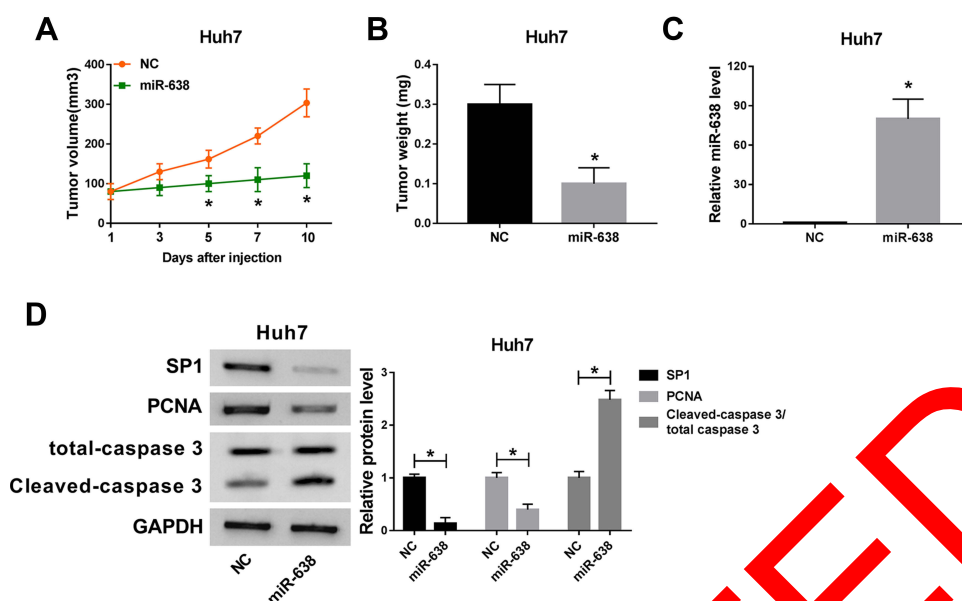 A
Huh7
NC
miR-638
Tumor volume(mm3)
400
300
200
100
0
1
3
5
7
10
*
*
*
Days after injection
B
Huh7
Tumor weight (mg)
0.4
0.3
0.2
0.1
0.0
*
NC
miR-638
C
Huh7
Relative miR-638 level
120
90
60
30
0
*
NC
miR-638
D
Huh7
SP1
PCNA
total-caspase 3
Cleaved-caspase 3
GAPDH
NC
miR-638
Huh7
Relative protein level
3
2
1
0
*
*
*
NC
miR-638
NC
miR-638
NC
miR-638
SP1
PCNA
Cleaved-caspase 3/
total caspase 3